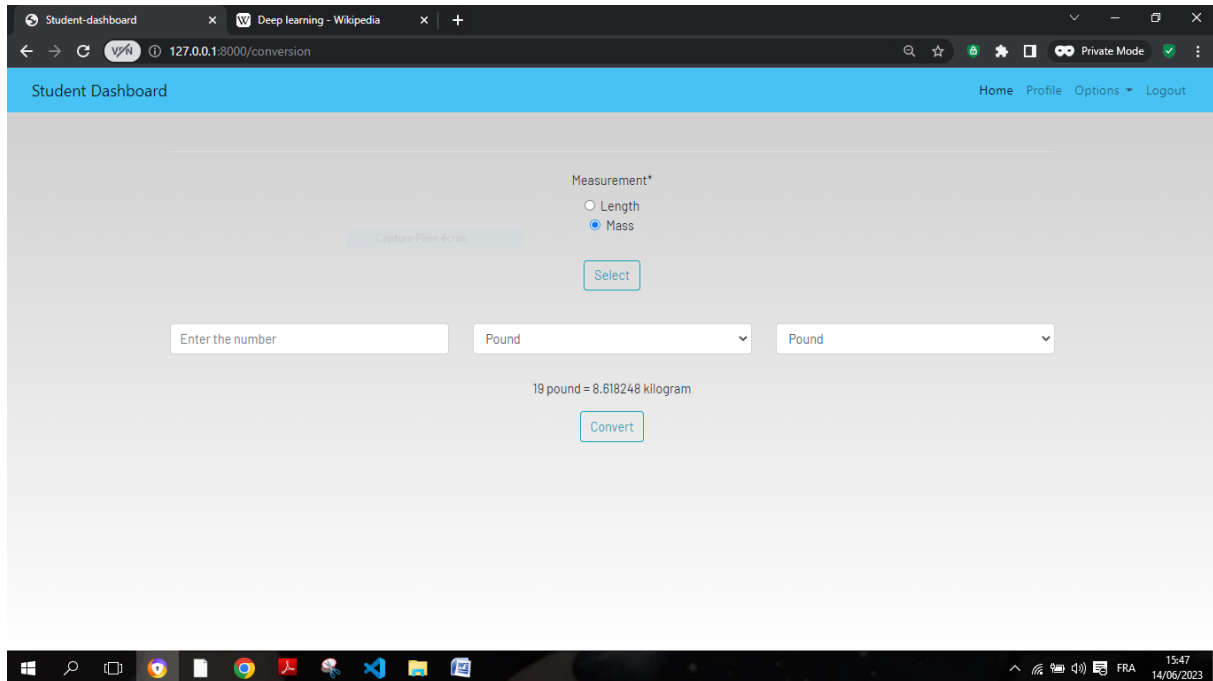 Student-dashboard Deep learning - Wikipedia
VPN 127.0.0.1:8000/conversion Private Mode
Student Dashboard Home Profile Options Logout
Measurement*
Length
Mass
Capture Plein écran
Select
Enter the number Pound Pound
19 pound = 8.618248 kilogram
Convert
FRA 15:47
14/06/2023